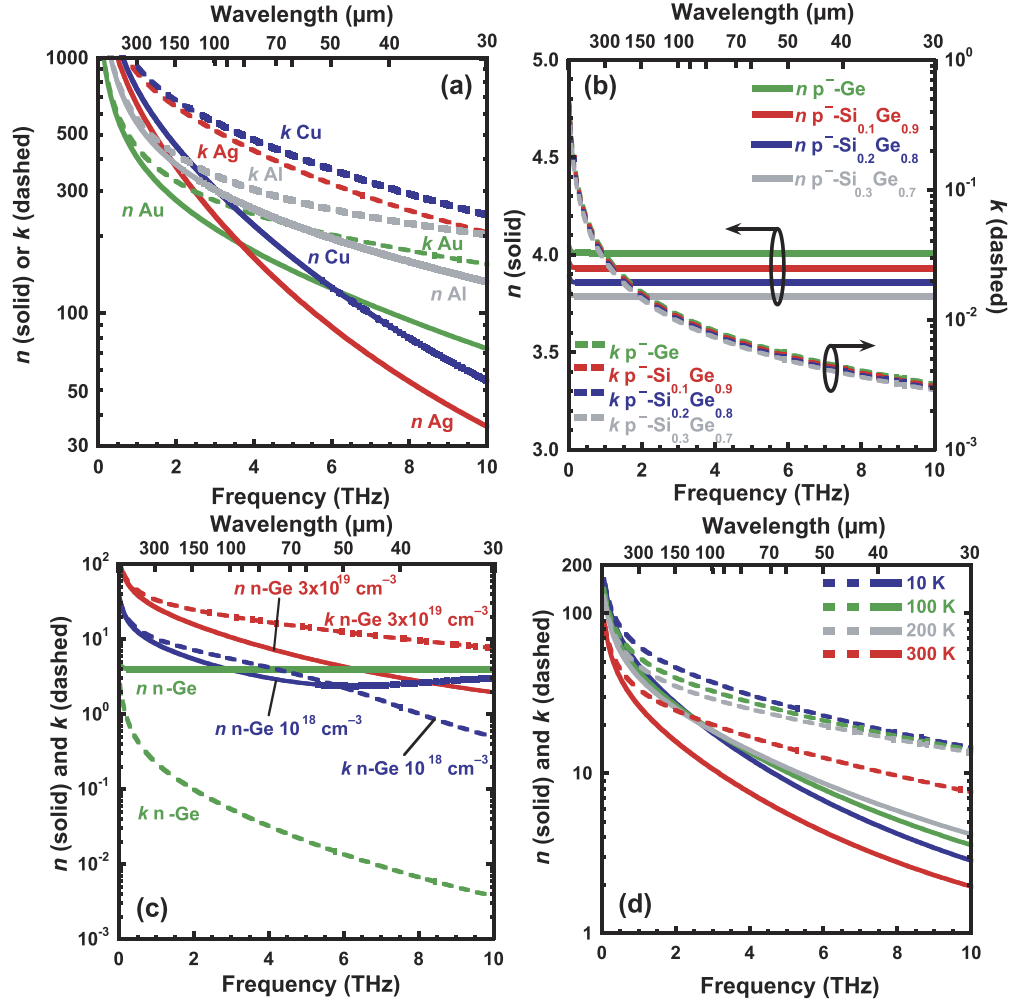 Wavelength (µm)
300 150 100 70 60 50 40 30
1000
500
300
100
50
30
n (solid) or k (dashed)
(a)
k Cu
k Ag
k Al
n Au
k Au
n Cu
n Al
n Ag
0 2 4 6 8 10
Frequency (THz)
Wavelength (µm)
300 150 100 70 60 50 40 30
5.0
4.5
4.0
3.5
3.0
n (solid)
(b)
n p⁻-Ge
n p⁻-Si0.1Ge0.9
n p⁻-Si0.2Ge0.8
n p⁻-Si0.3Ge0.7
k p⁻-Ge
k p⁻-Si0.1Ge0.9
k p⁻-Si0.2Ge0.8
k p⁻-Si0.3Ge0.7
10⁰
10⁻¹
10⁻²
10⁻³
k (dashed)
0 2 4 6 8 10
Frequency (THz)
Wavelength (µm)
300 150 100 70 60 50 40 30
10²
10¹
10⁰
10⁻¹
10⁻²
10⁻³
n (solid) and k (dashed)
n n-Ge 3x10¹⁹ cm⁻³
k n-Ge 3x10¹⁹ cm⁻³
n n-Ge
n n-Ge 10¹⁸ cm⁻³
k n-Ge 10¹⁸ cm⁻³
k n-Ge
(c)
0 2 4 6 8 10
Frequency (THz)
Wavelength (µm)
300 150 100 70 60 50 40 30
200
100
10
1
n (solid) and k (dashed)
10 K
100 K
200 K
300 K
(d)
0 2 4 6 8 10
Frequency (THz)